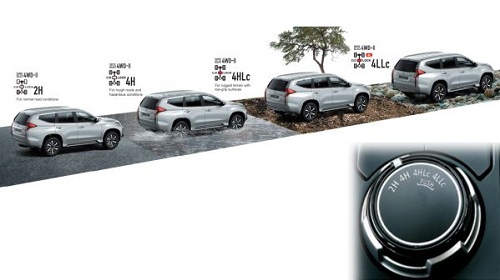 4WD-II
2H
For normal road conditions
4WD-II
4H
For rough roads and
hazardous conditions
4WD-II
4HLc
For rugged terrain with
low-grip surfaces
4WD-II
4LLc
2H 4H 4HLc 4LLc
PUSH